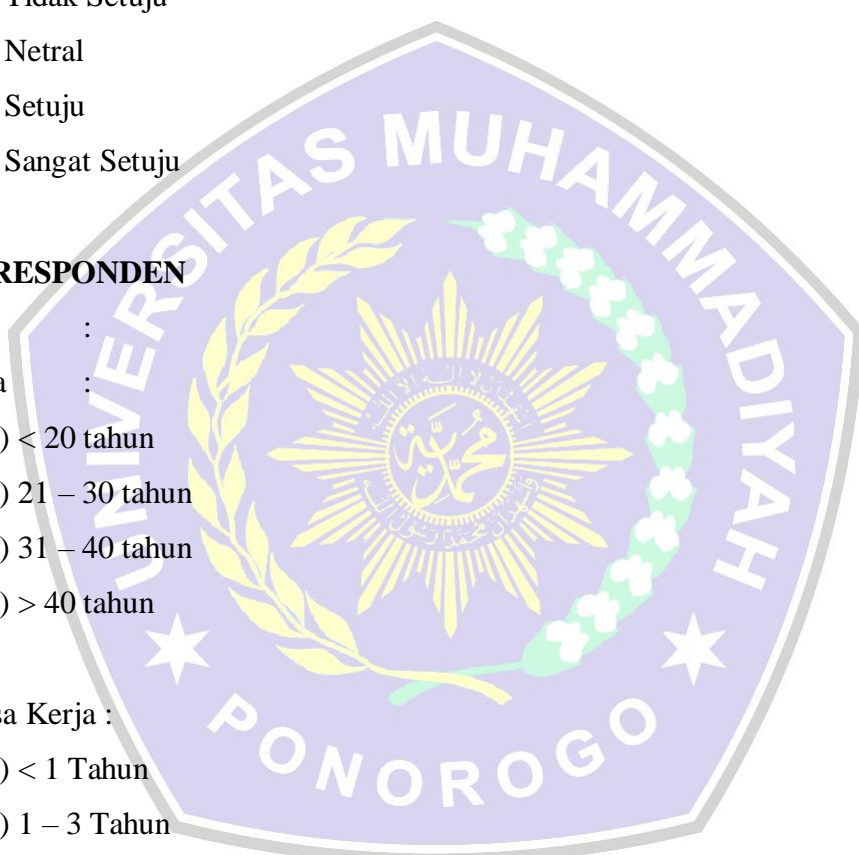 Tidak Setuju
Netral
Setuju
Sangat Setuju
UNIVERSITAS MUHAMMADIYAH
PONOROGO
محمد
RESPONDEN
:
a :
) < 20 tahun
) 21 – 30 tahun
) 31 – 40 tahun
) > 40 tahun
sa Kerja :
) < 1 Tahun
) 1 – 3 Tahun